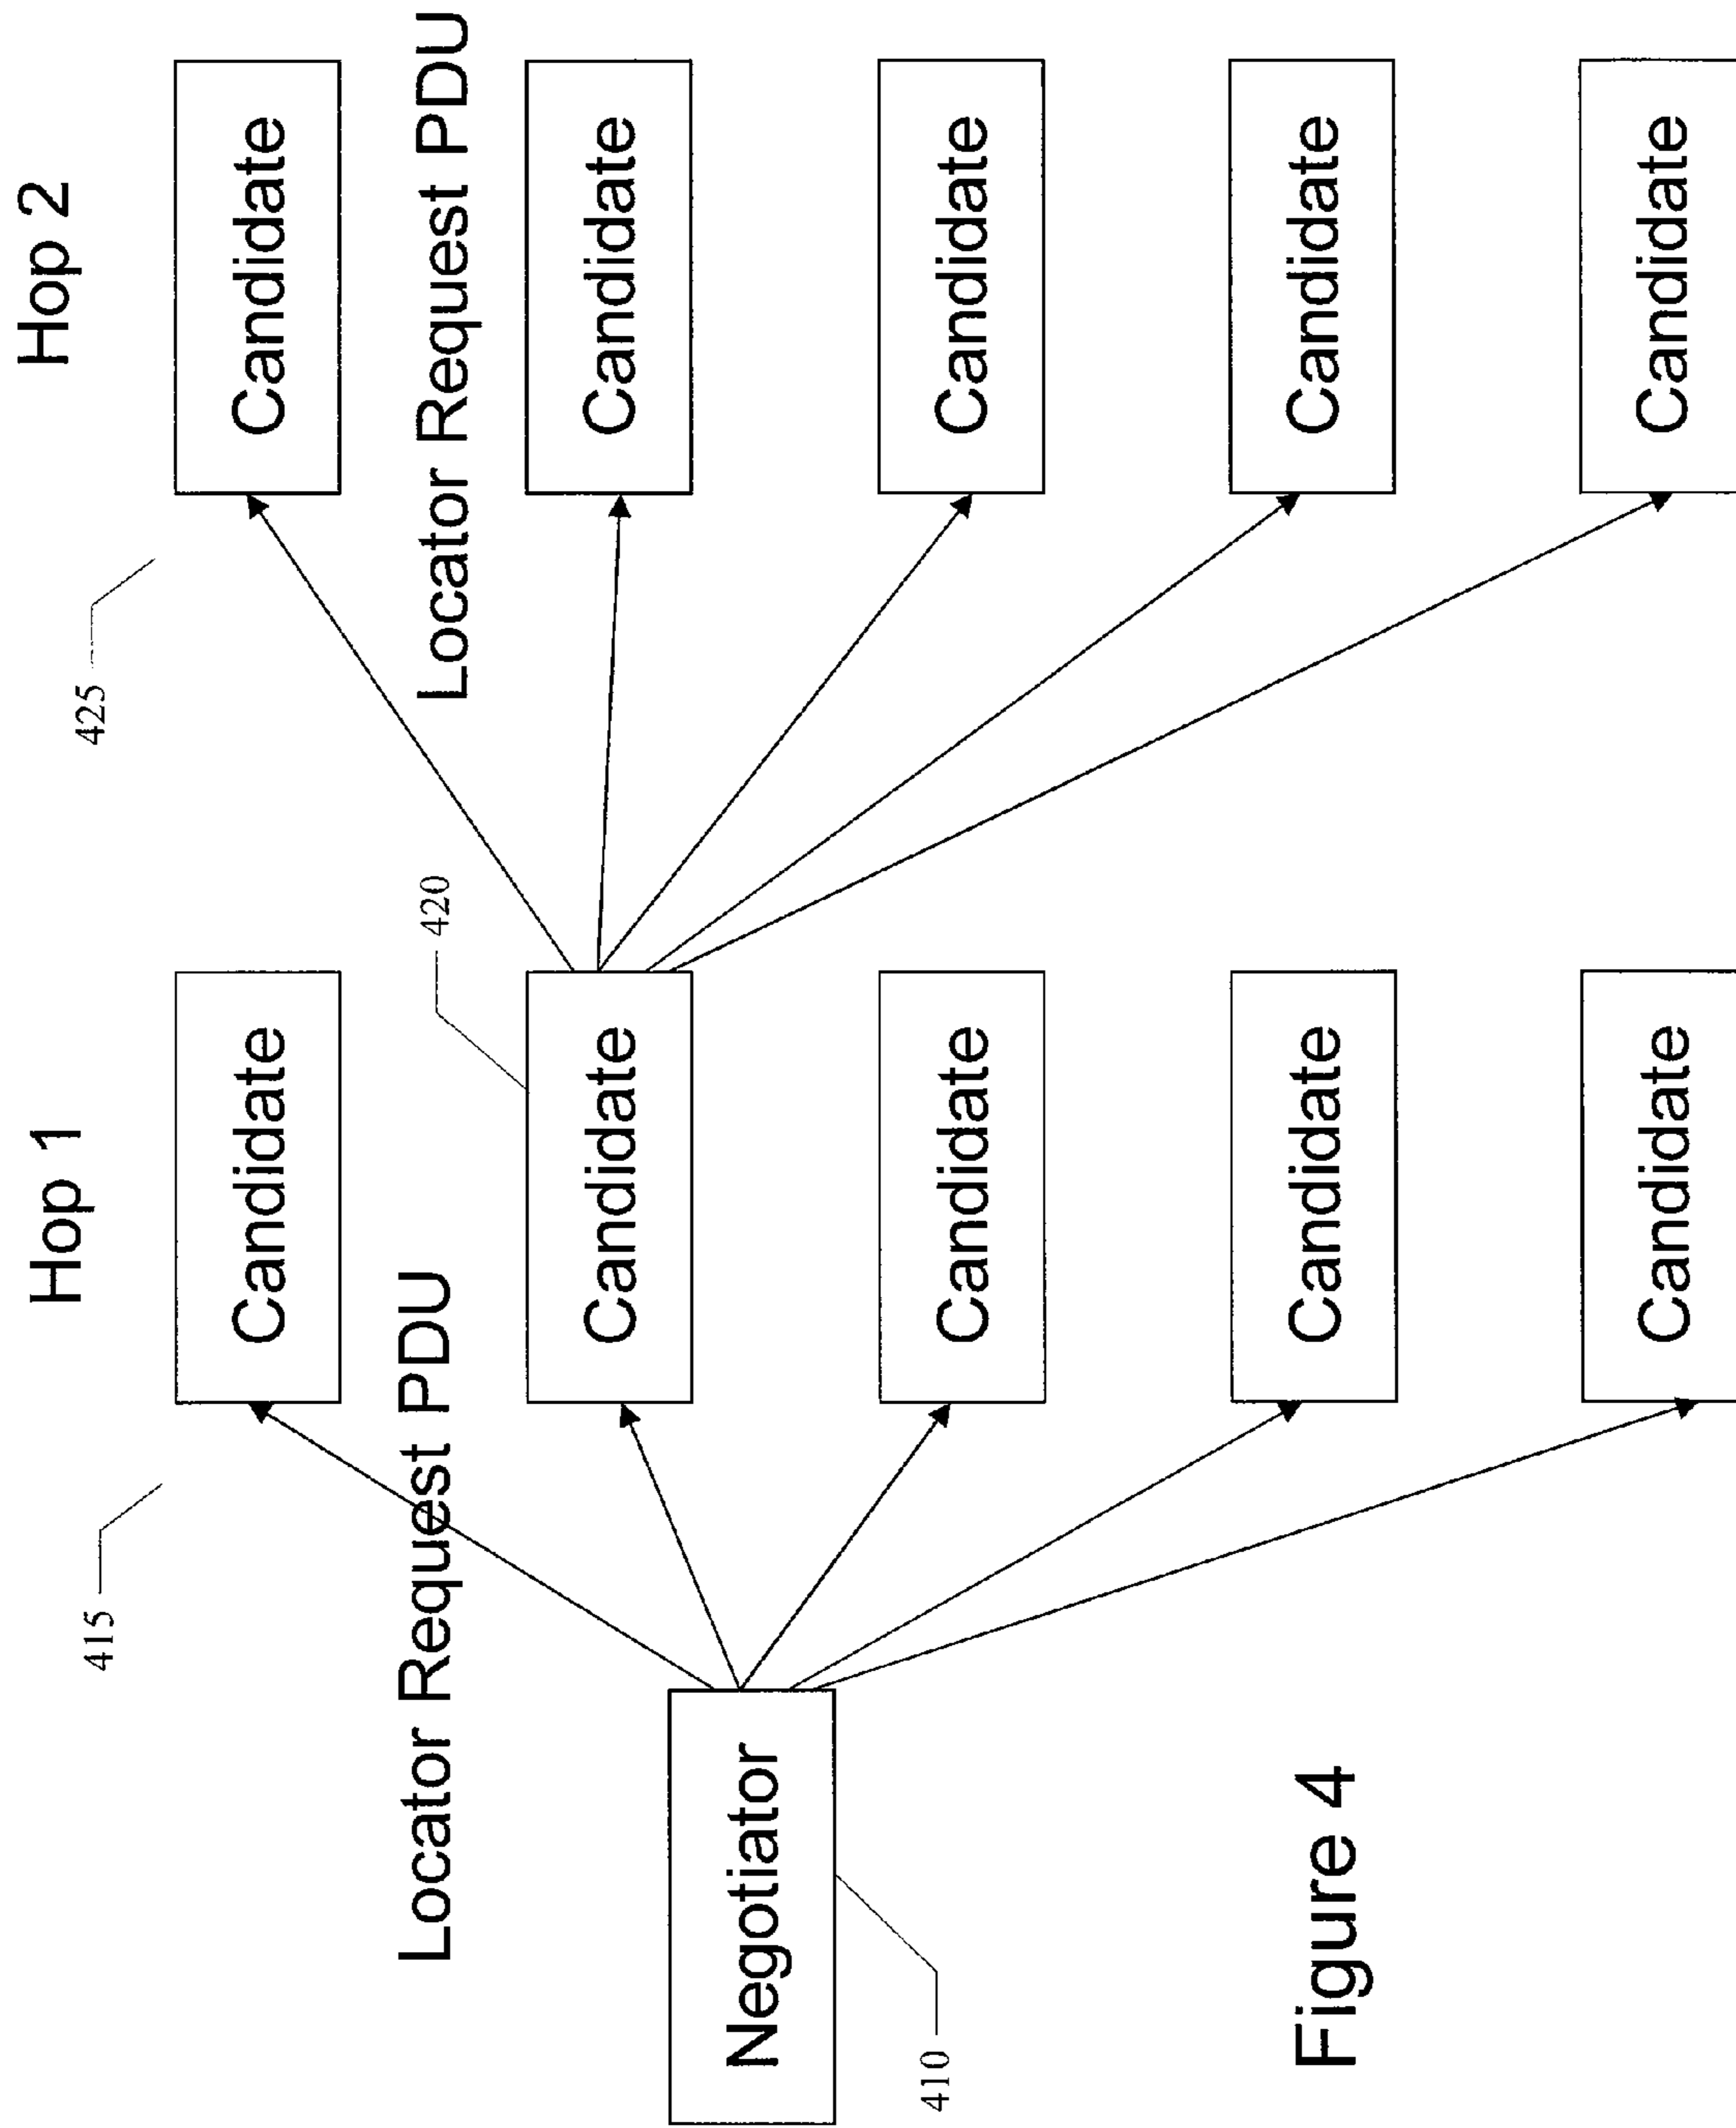 Hop 1
Hop 2
415
425
Candidate
Candidate
Locator Request PDU
Locator Request PDU
420
Candidate
Candidate
Negotiator
410
Candidate
Candidate
Candidate
Candidate
Candidate
Candidate
Figure 4